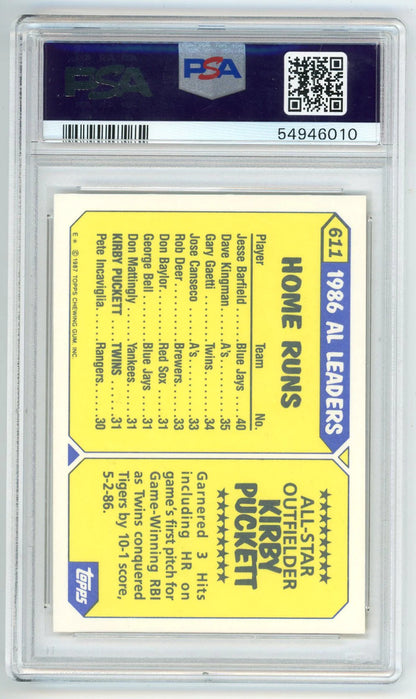 PSA
PSA
54946010
611
1986 AL LEADERS
HOME RUNS
Player Team No.
Jesse Barfield ..... Blue Jays .... 40
Dave Kingman ..... A's ..... 35
Gary Gaetti ..... Twins ..... 34
Jose Canseco ..... A's ..... 33
Rob Deer ..... Brewers ..... 33
Don Baylor ..... Red Sox .... 31
George Bell ..... Blue Jays .... 31
Don Mattingly ..... Yankees ..... 31
KIRBY PUCKETT ..... TWINS ..... 31
Pete Incaviglia ..... Rangers ..... 30
E * © 1987 TOPPS CHEWING GUM, INC.
ALL-STAR
OUTFIELDER
KIRBY
PUCKETT
Garnered 3 Hits
including HR on
game's first pitch for
Game-Winning RBI
as Twins conquered
Tigers by 10-1 score,
5-2-86.
topps